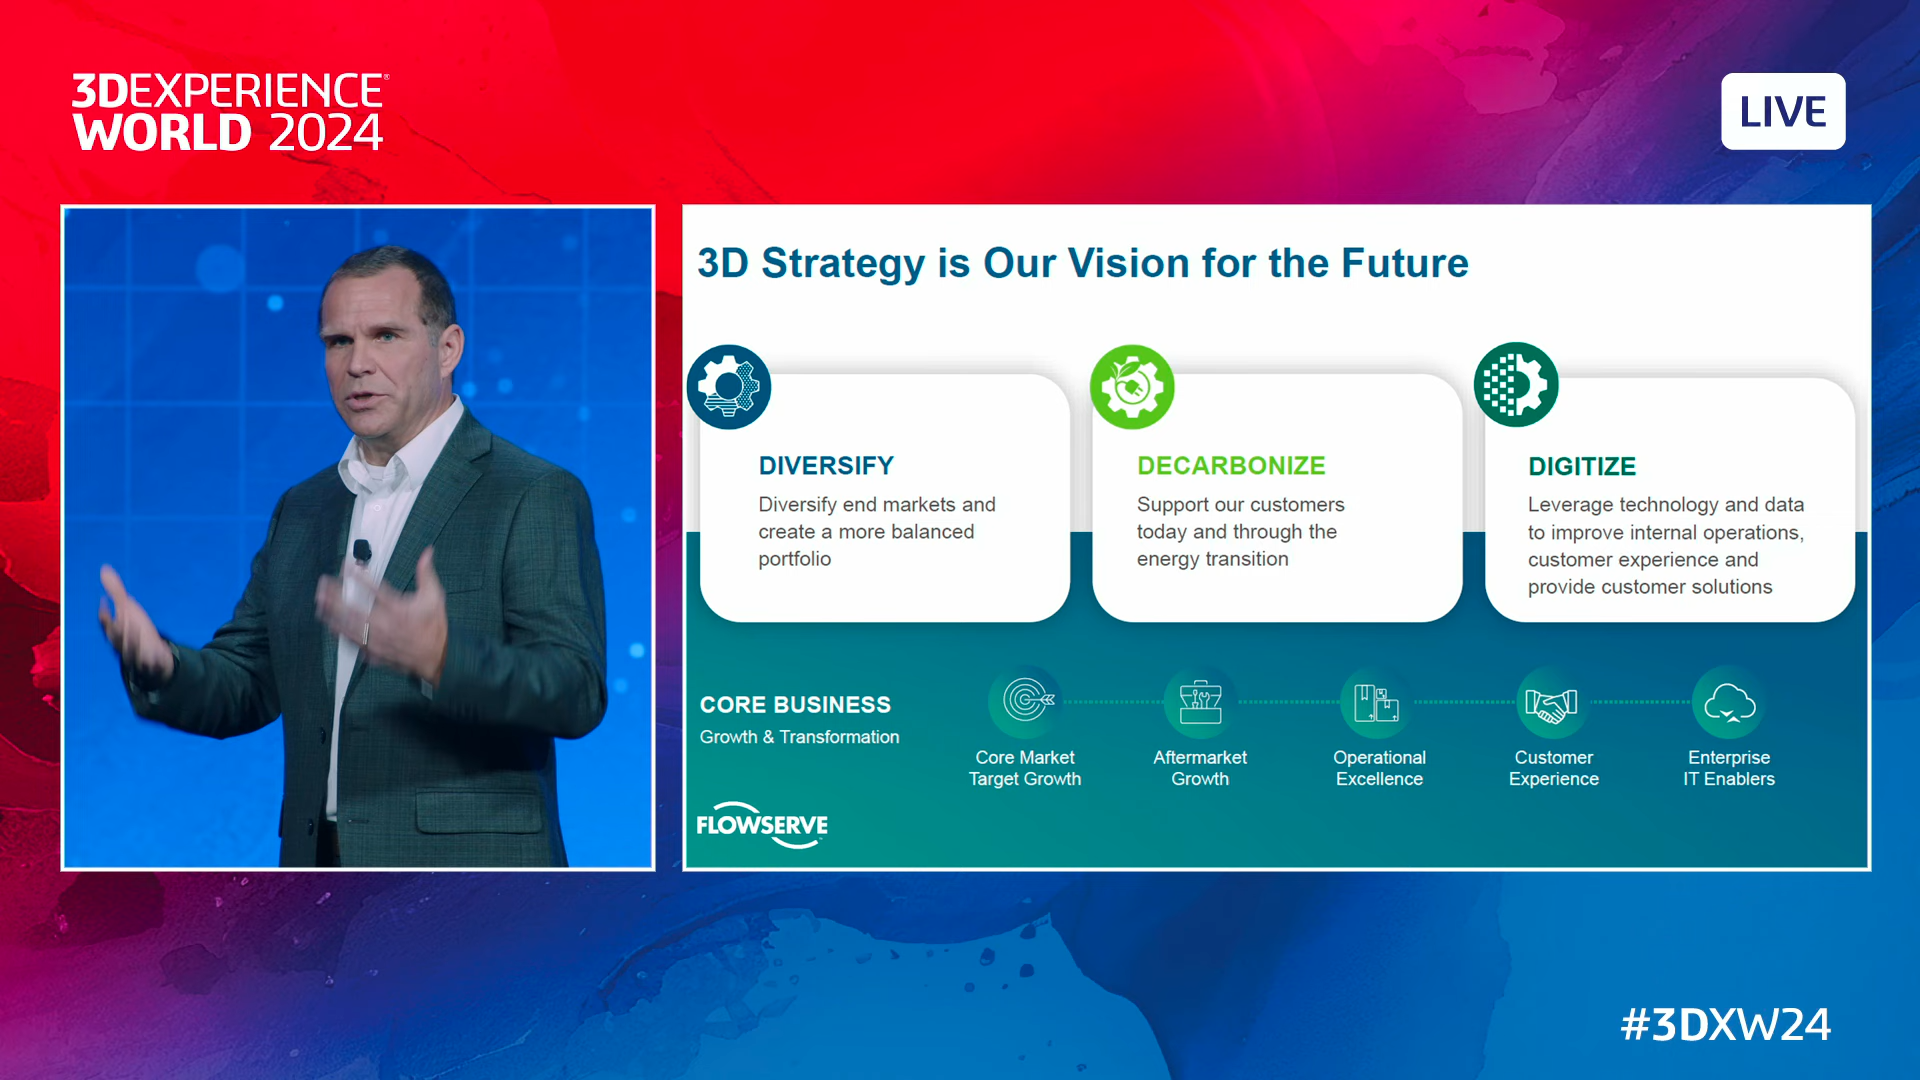 3DEXPERIENCE®
WORLD 2024
LIVE
3D Strategy is Our Vision for the Future
DIVERSIFY
Diversify end markets and
create a more balanced
portfolio
DECARBONIZE
Support our customers
today and through the
energy transition
DIGITIZE
Leverage technology and data
to improve internal operations,
customer experience and
provide customer solutions
CORE BUSINESS
Growth & Transformation
Core Market
Target Growth
Aftermarket
Growth
Operational
Excellence
Customer
Experience
Enterprise
IT Enablers
FLOWSERVE
#3DXW24